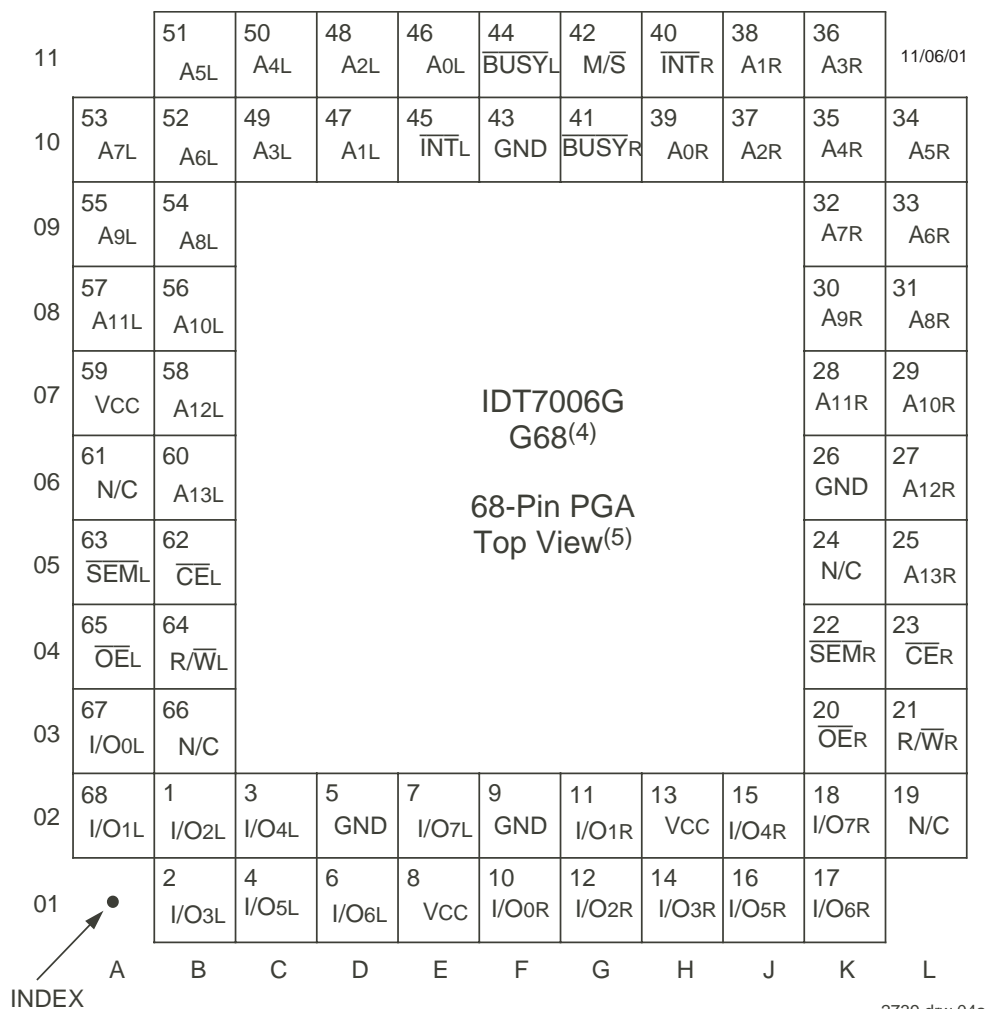 11 51 50 48 46 44 42 40 38 36 11/06/01
A5L A4L A2L A0L BUSYL M/S INTR A1R A3R
10 53 52 49 47 45 43 41 39 37 35 34
A7L A6L A3L A1L INTL GND BUSYR A0R A2R A4R A5R
09 55 54 32 33
A9L A8L A7R A6R
08 57 56 30 31
A11L A10L A9R A8R
07 59 58 28 29
VCC A12L A11R A10R
IDT7006G
G68(4)
06 61 60 26 27
N/C A13L GND A12R
68-Pin PGA
Top View(5)
05 63 62 24 25
SEML CEL N/C A13R
04 65 64 22 23
OEL R/WL SEMR CER
03 67 66 20 21
I/O0L N/C OER R/WR
02 68 1 3 5 7 9 11 13 15 18 19
I/O1L I/O2L I/O4L GND I/O7L GND I/O1R VCC I/O4R I/O7R N/C
01 2 4 6 8 10 12 14 16 17
I/O3L I/O5L I/O6L VCC I/O0R I/O2R I/O3R I/O5R I/O6R
A B C D E F G H J K L
INDEX